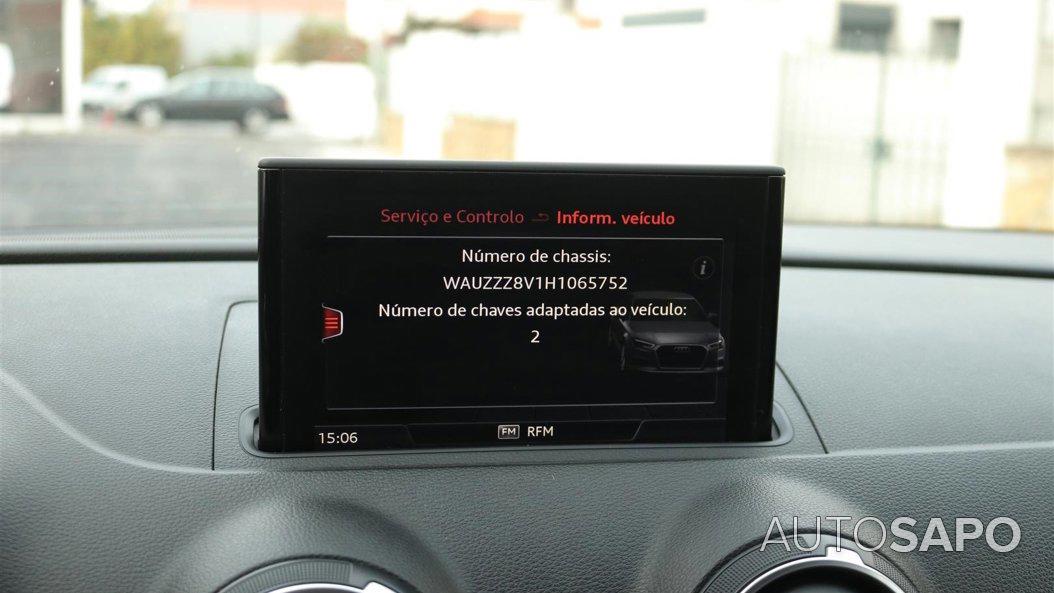 Serviço e Controlo Inform. veículo
Número de chassis:
WAUZZZ8V1H1065752
Número de chaves adaptadas ao veículo:
2
15:06 FM RFM
AUTOSAPO